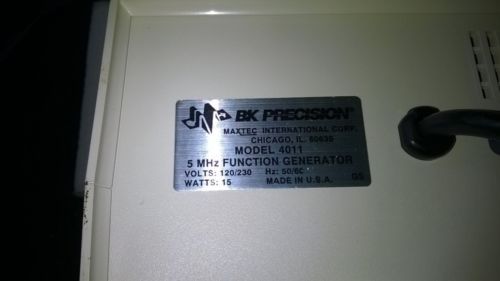 BK PRECISION®
MAXTEC INTERNATIONAL CORP.
CHICAGO, IL. 60635
MODEL 4011
5 MHz FUNCTION GENERATOR
VOLTS: 120/230 Hz: 50/60
WATTS: 15 MADE IN U.S.A. GS